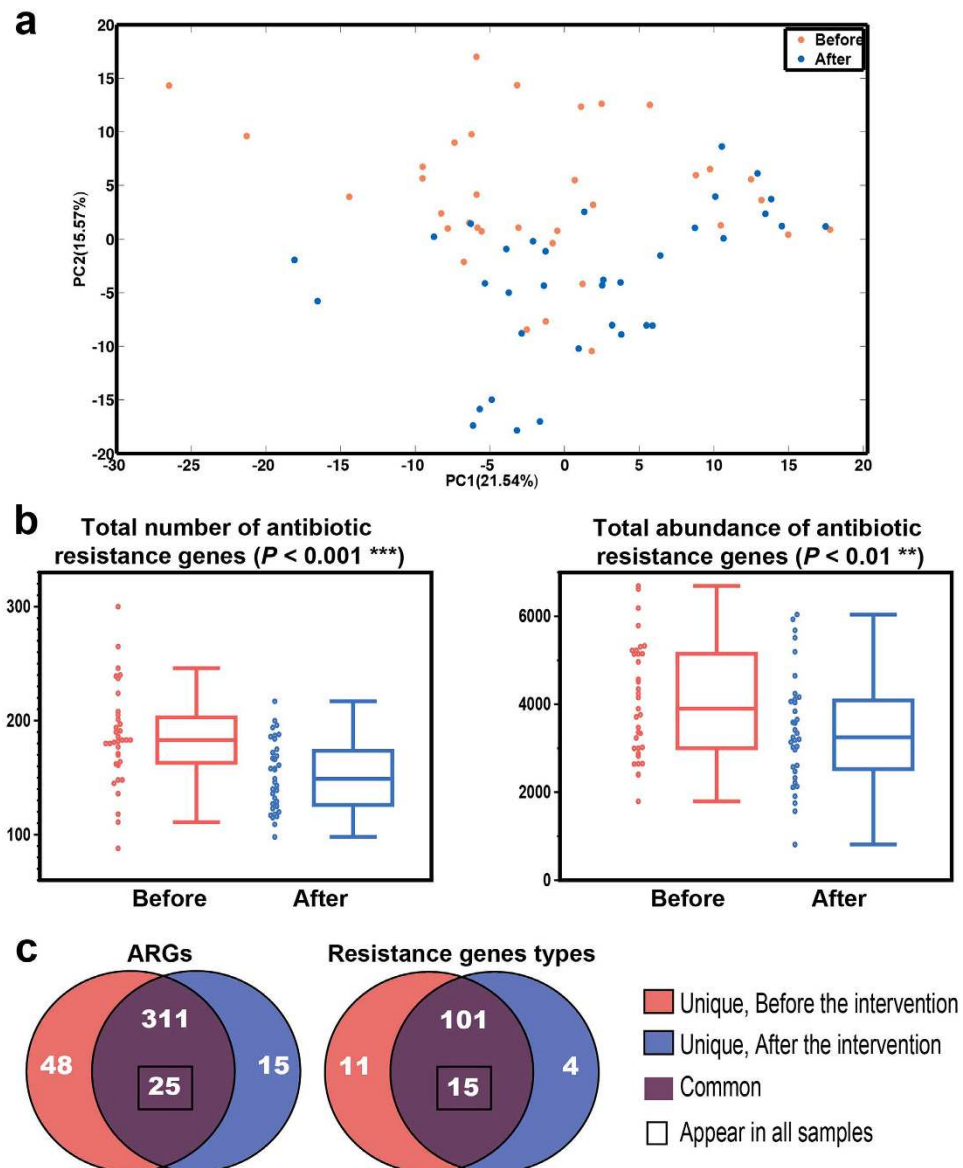 a
20
15
10
5
0
-5
-10
-15
-20
PC2(15.57%)
Before
After
-30 -25 -20 -15 -10 -5 0 5 10 15 20
PC1(21.54%)
b
Total number of antibiotic
resistance genes (P < 0.001 ***)
300
200
100
Before After
Total abundance of antibiotic
resistance genes (P < 0.01 **)
6000
4000
2000
0
Before After
c
ARGs
48 311 15
25
Resistance genes types
11 101 4
15
Unique, Before the intervention
Unique, After the intervention
Common
Appear in all samples